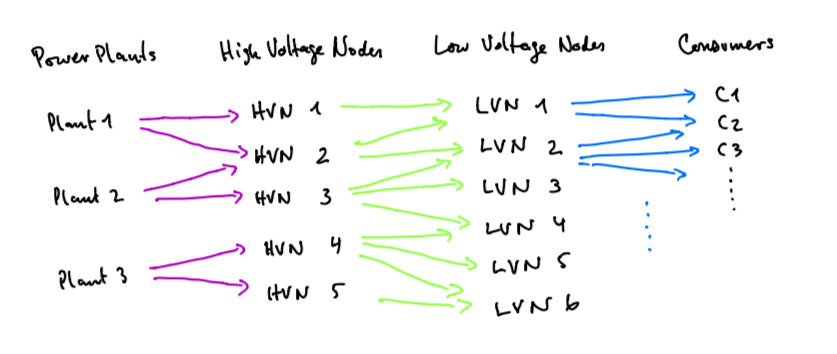 Power Plants High Voltage Nodes Low Voltage Nodes Consumers
Plant 1 HVN 1 LVN 1 C1
C2
HVN 2 LVN 2 C3
Plant 2 HVN 3 LVN 3
HVN 4 LVN 4
Plant 3 LVN 5
HVN 5 LVN 6